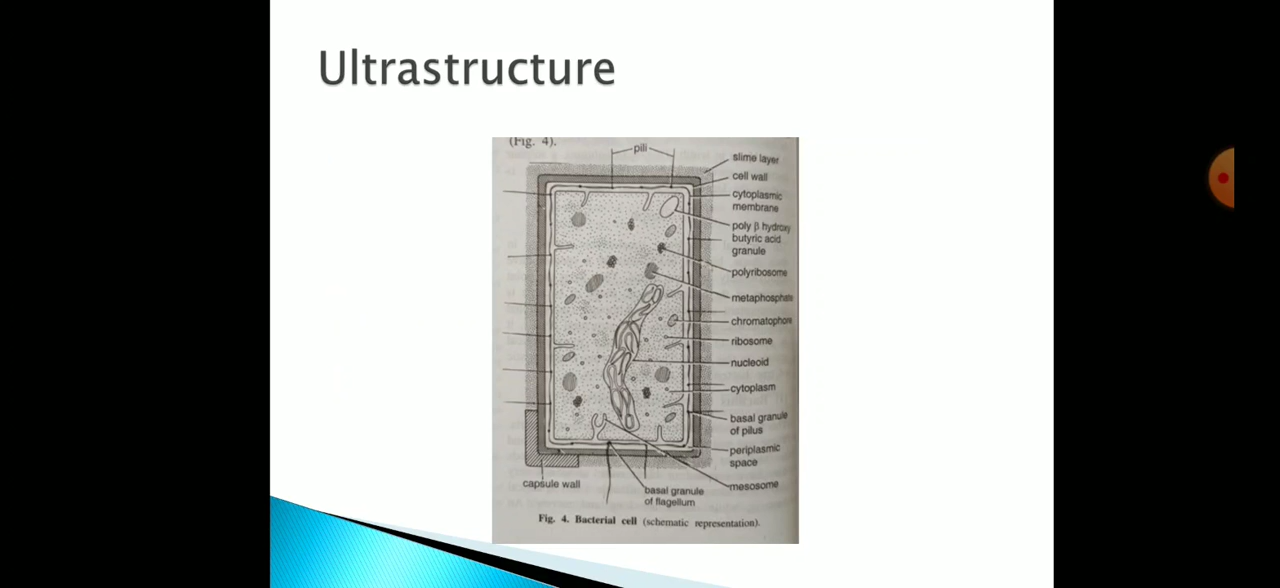 Ultrastructure
(Fig. 4).
pili
slime layer
cell wall
cytoplasmic
membrane
poly β hydroxy
butyric acid
granule
polyribosome
metaphosphate
chromatophore
ribosome
nucleoid
cytoplasm
basal granule
of pilus
periplasmic
space
mesosome
capsule wall
basal granule
of flagellum
Fig. 4. Bacterial cell (schematic representation).